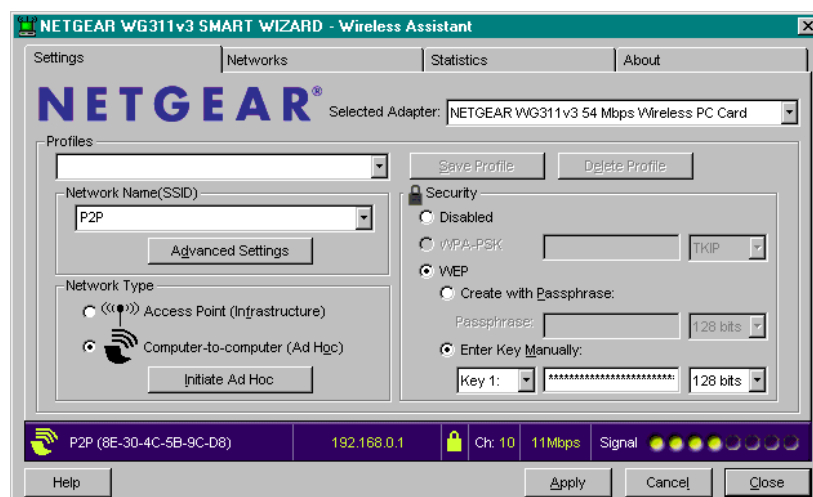 NETGEAR WG311v3 SMART WIZARD - Wireless Assistant
Settings Networks Statistics About
NETGEAR® Selected Adapter: NETGEAR WG311v3 54 Mbps Wireless PC Card
Profiles
Save Profile Delete Profile
Network Name(SSID)
P2P
Advanced Settings
Network Type
Access Point (Infrastructure)
Computer-to-computer (Ad Hoc)
Initiate Ad Hoc
Security
Disabled
WPA-PSK TKIP
WEP
Create with Passphrase:
Passphrase: 128 bits
Enter Key Manually:
Key 1: ************************** 128 bits
P2P (8E-30-4C-5B-9C-D8) 192.168.0.1 Ch: 10 11Mbps Signal
Help Apply Cancel Close